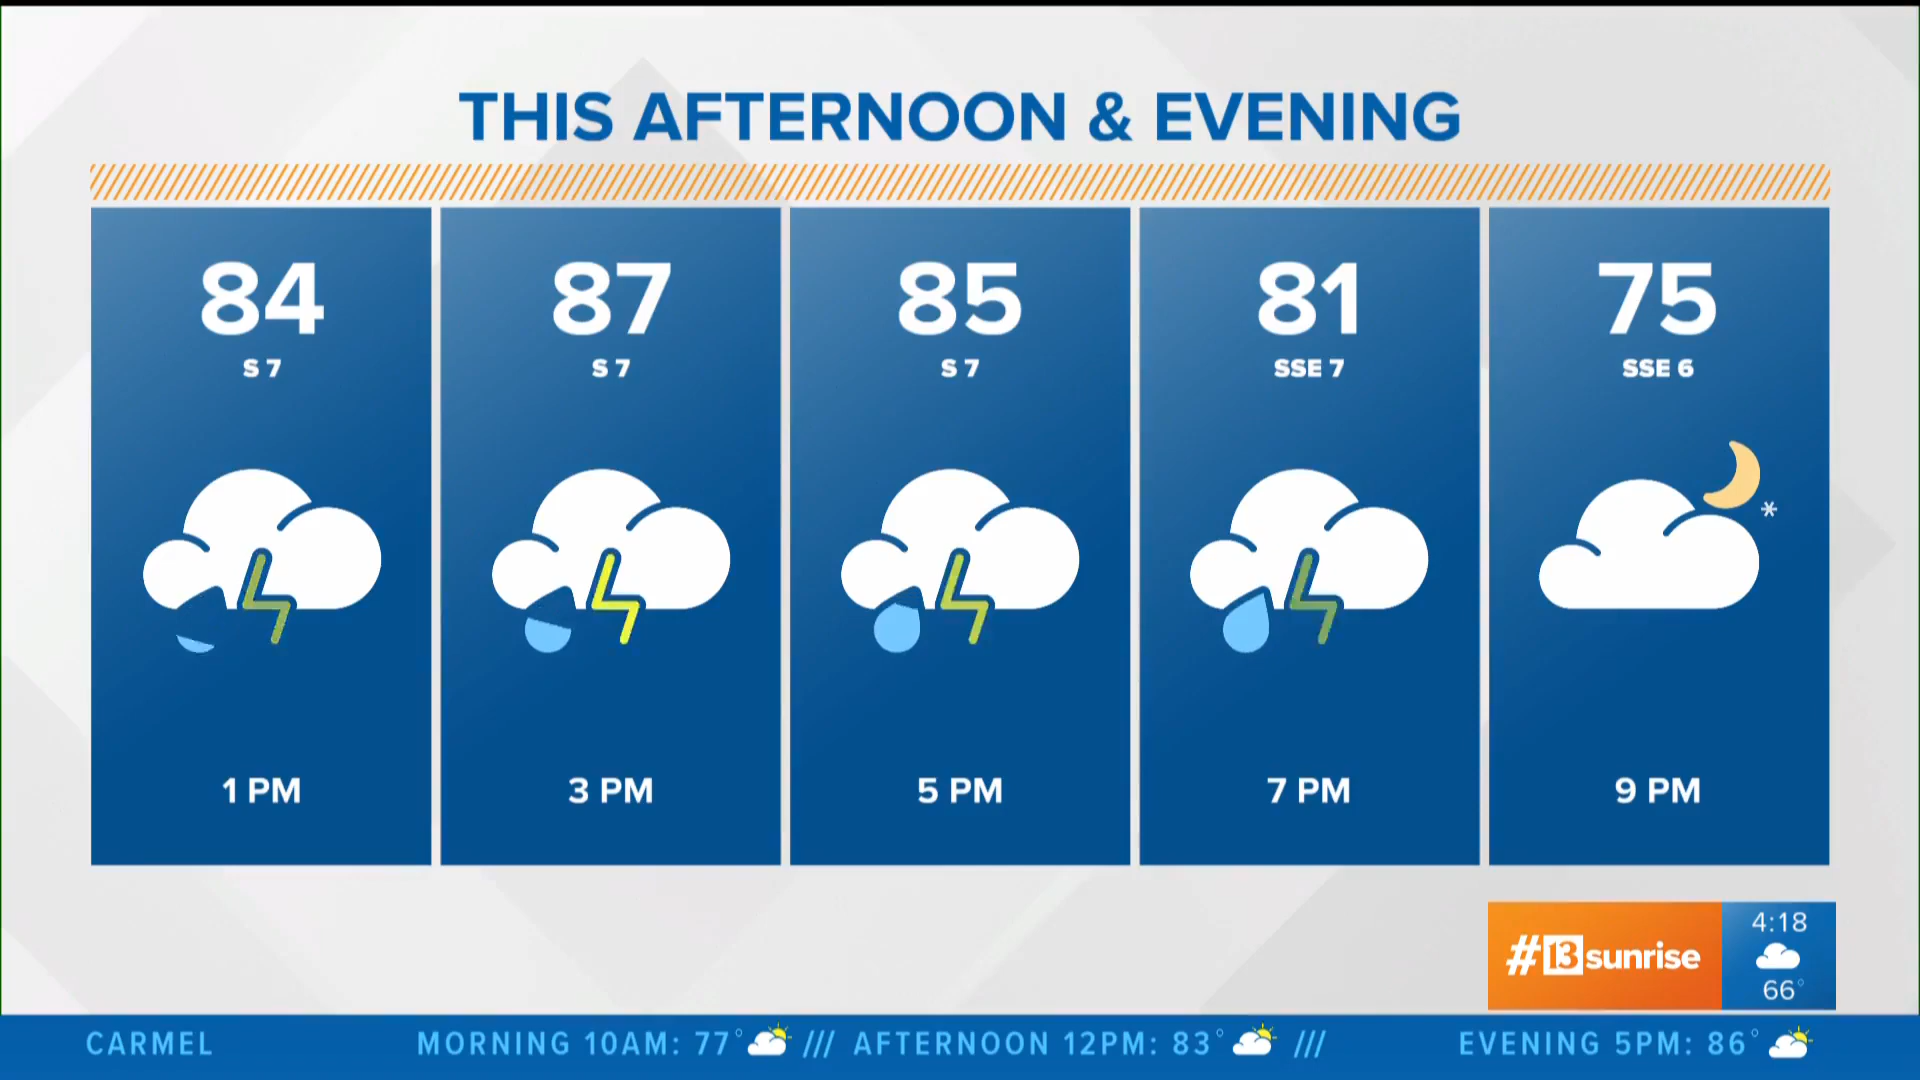 THIS AFTERNOON & EVENING
84
S 7
1 PM
87
S 7
3 PM
85
S 7
5 PM
81
SSE 7
7 PM
75
SSE 6
9 PM
#13sunrise
4:18
66°
CARMEL MORNING 10AM: 77° /// AFTERNOON 12PM: 83° /// EVENING 5PM: 86°